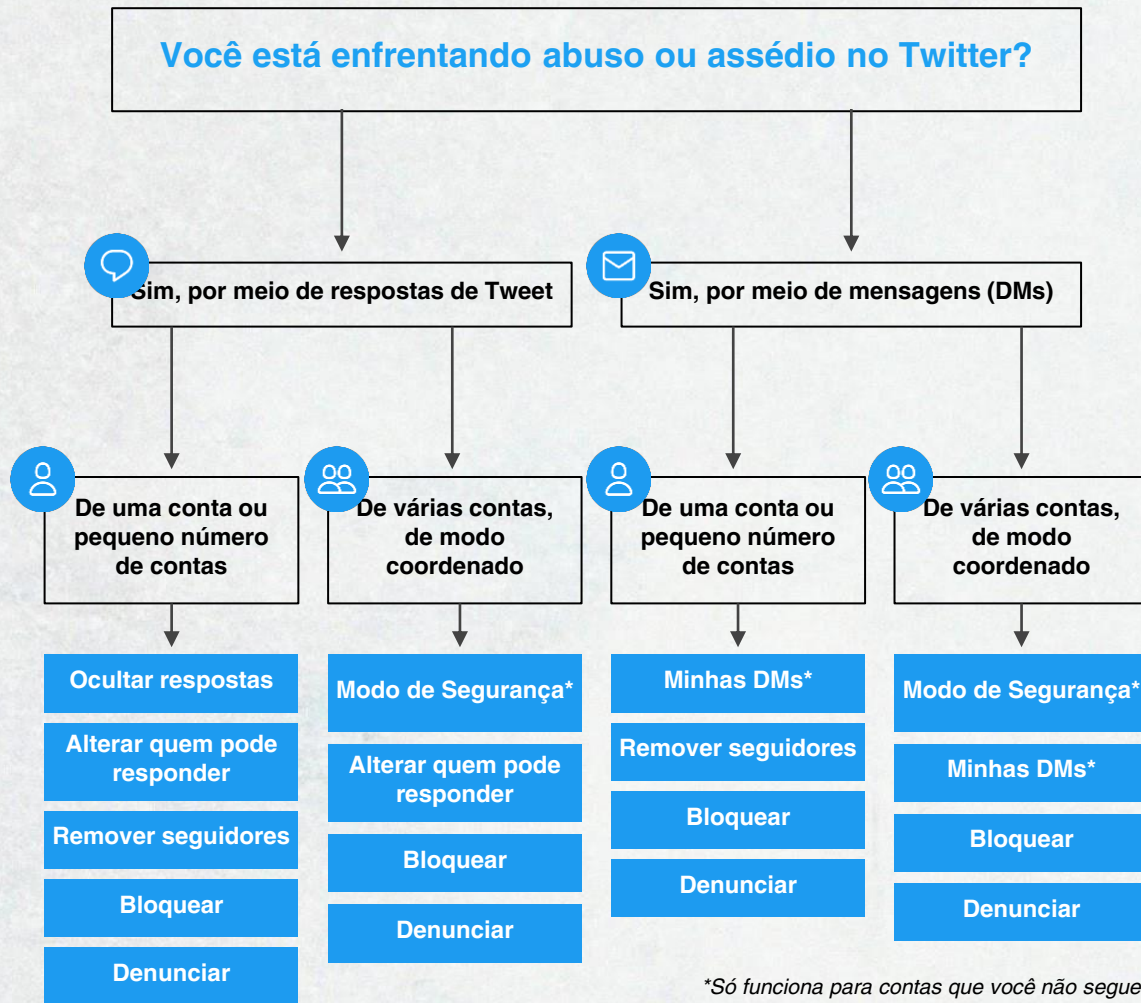 Você está enfrentando abuso ou assédio no Twitter?
Sim, por meio de respostas de Tweet
Sim, por meio de mensagens (DMs)
De uma conta ou
pequeno número
de contas
De várias contas,
de modo
coordenado
De uma conta ou
pequeno número
de contas
De várias contas,
de modo
coordenado
Ocultar respostas
Alterar quem pode
responder
Remover seguidores
Bloquear
Denunciar
Modo de Segurança*
Alterar quem pode
responder
Bloquear
Denunciar
Minhas DMs*
Remover seguidores
Bloquear
Denunciar
Modo de Segurança*
Minhas DMs*
Bloquear
Denunciar
*Só funciona para contas que você não segue